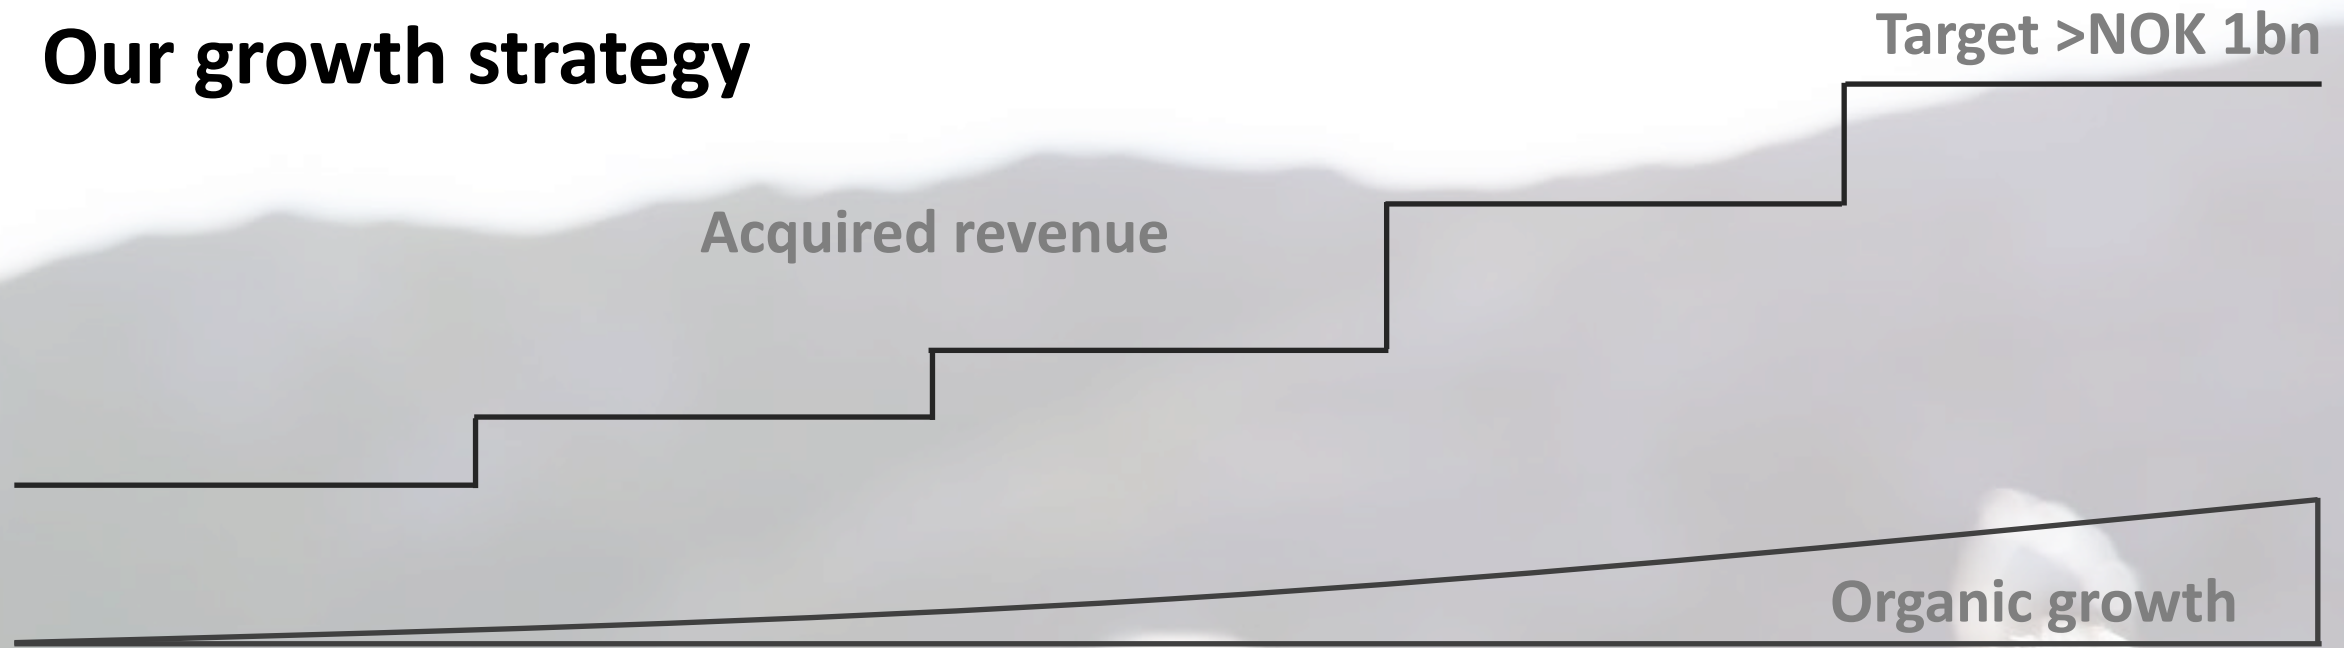 Our growth strategy
Target >NOK 1bn
Acquired revenue
Organic growth